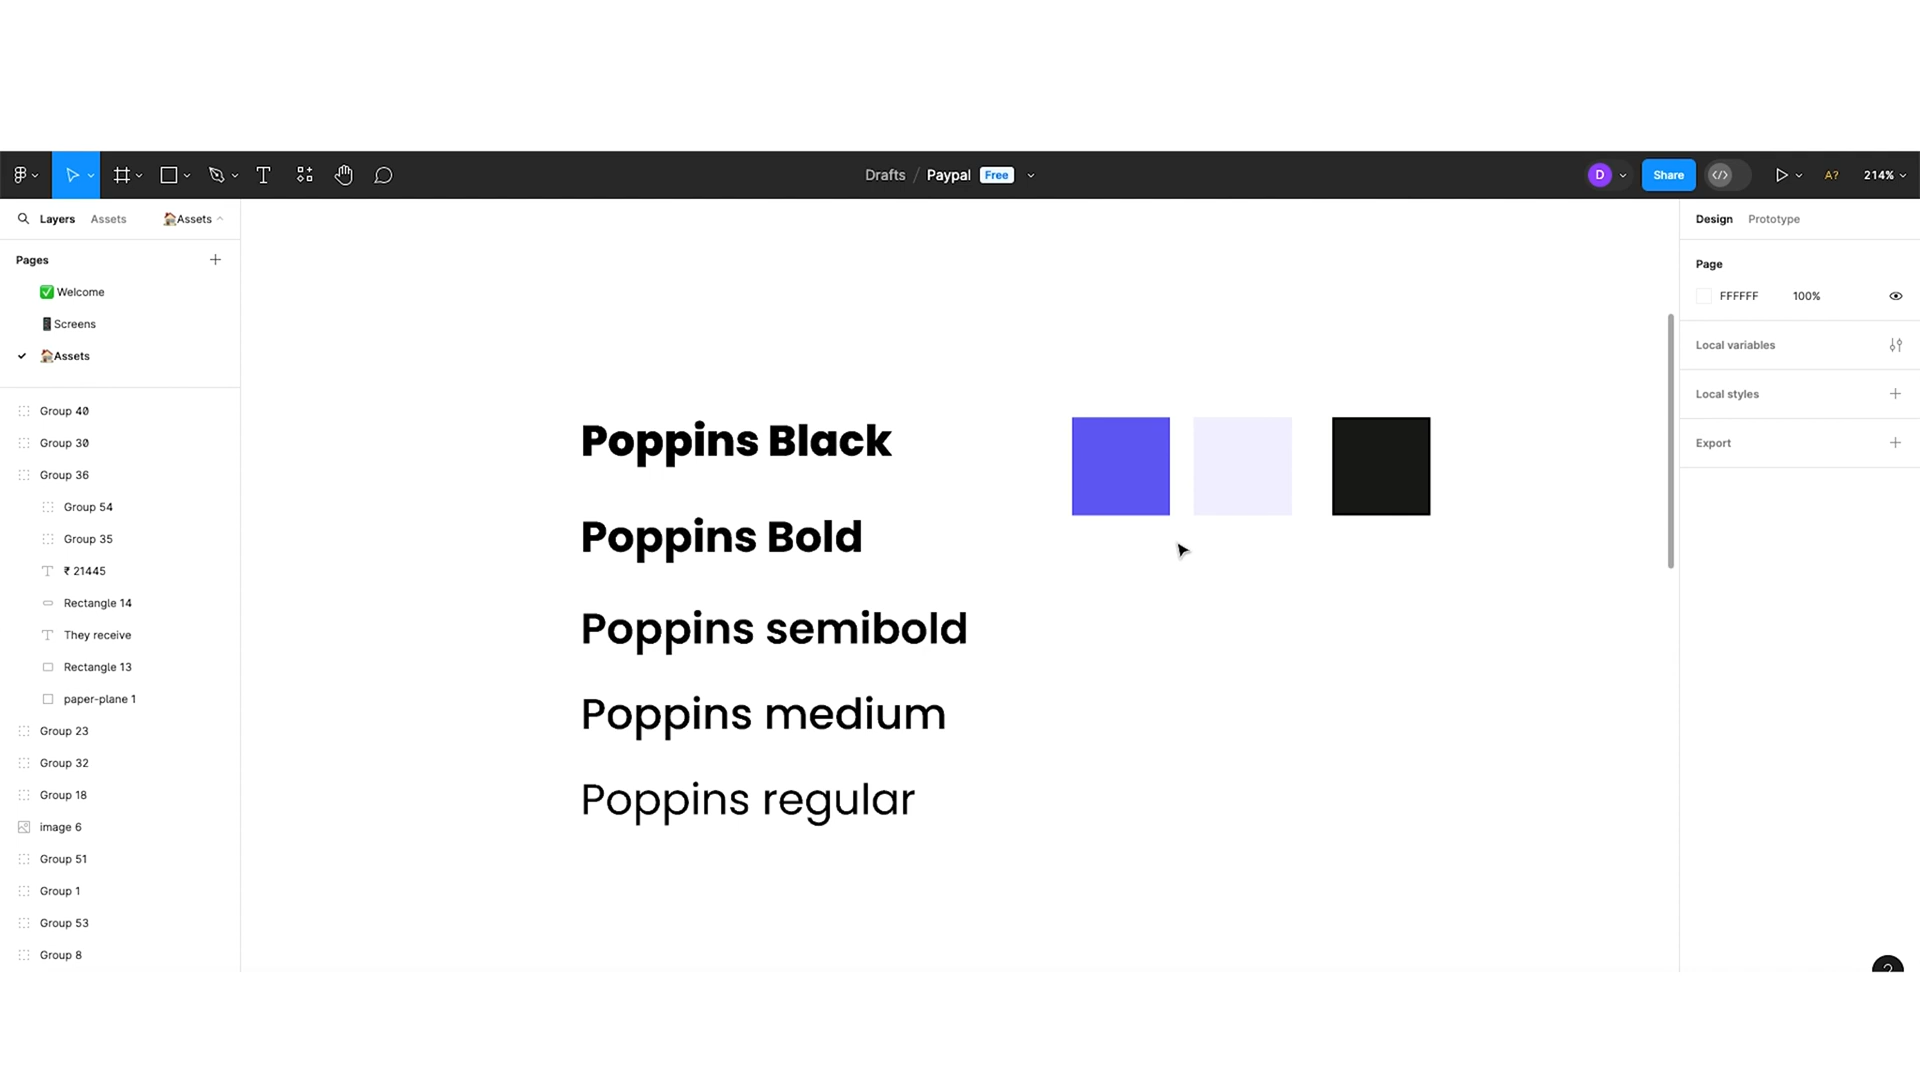 Drafts / Paypal Free
D
Share
A?
214%
Layers Assets 🏠Assets
Pages
✅ Welcome
📱Screens
🏠Assets
Group 40
Group 30
Group 36
Group 54
Group 35
₹ 21445
Rectangle 14
They receive
Rectangle 13
paper-plane 1
Group 23
Group 32
Group 18
image 6
Group 51
Group 1
Group 53
Group 8
Poppins Black
Poppins Bold
Poppins semibold
Poppins medium
Poppins regular
Design Prototype
Page
FFFFFF 100%
Local variables
Local styles
Export
?